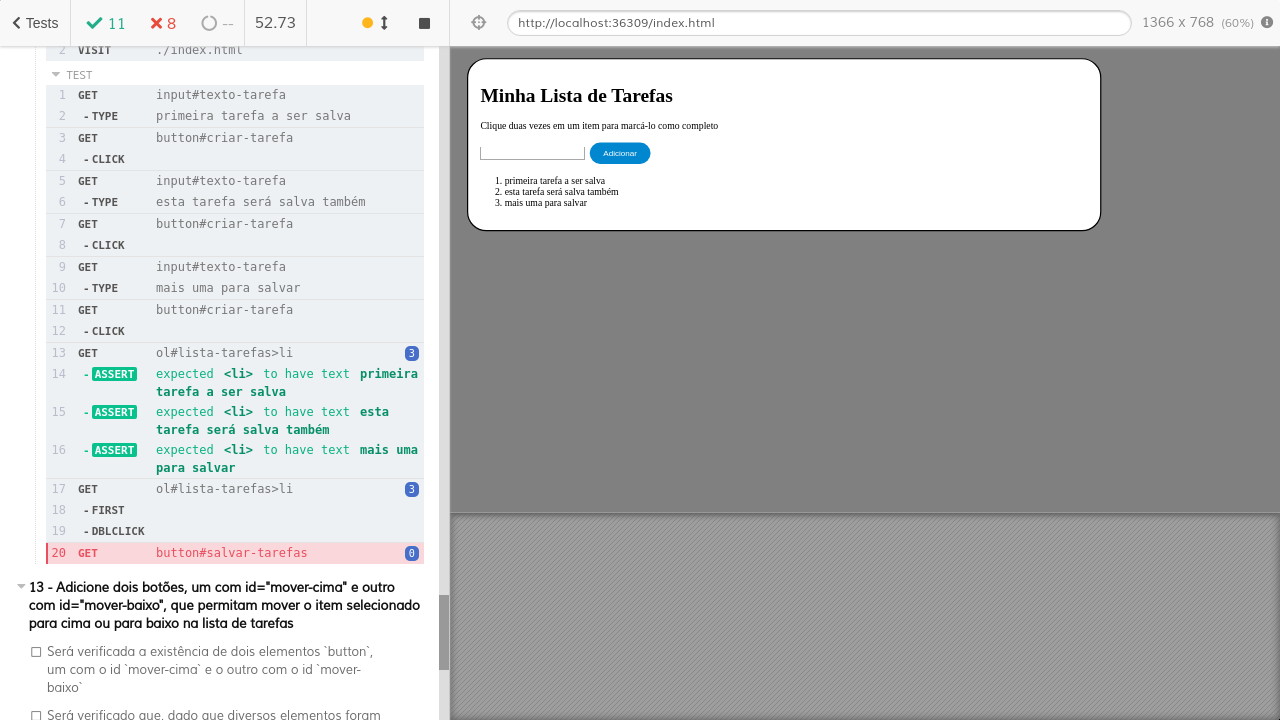 Tests 11 8 -- 52.73
http://localhost:36309/index.html 1366 x 768 (60%)
2 VISIT ./index.html
TEST
1 GET input#texto-tarefa
2 -TYPE primeira tarefa a ser salva
3 GET button#criar-tarefa
4 -CLICK
5 GET input#texto-tarefa
6 -TYPE esta tarefa será salva também
7 GET button#criar-tarefa
8 -CLICK
9 GET input#texto-tarefa
10 -TYPE mais uma para salvar
11 GET button#criar-tarefa
12 -CLICK
13 GET ol#lista-tarefas>li 3
14 -ASSERT expected <li> to have text primeira
tarefa a ser salva
15 -ASSERT expected <li> to have text esta
tarefa será salva também
16 -ASSERT expected <li> to have text mais uma
para salvar
17 GET ol#lista-tarefas>li 3
18 -FIRST
19 -DBLCLICK
20 GET button#salvar-tarefas 0
13 - Adicione dois botões, um com id="mover-cima" e outro
com id="mover-baixo", que permitam mover o item selecionado
para cima ou para baixo na lista de tarefas
Será verificada a existência de dois elementos `button`,
um com o id `mover-cima` e o outro com o id `mover-
baixo`
Será verificado que, dado que diversos elementos foram
Minha Lista de Tarefas
Clique duas vezes em um item para marcá-lo como completo
Adicionar
1. primeira tarefa a ser salva
2. esta tarefa será salva também
3. mais uma para salvar